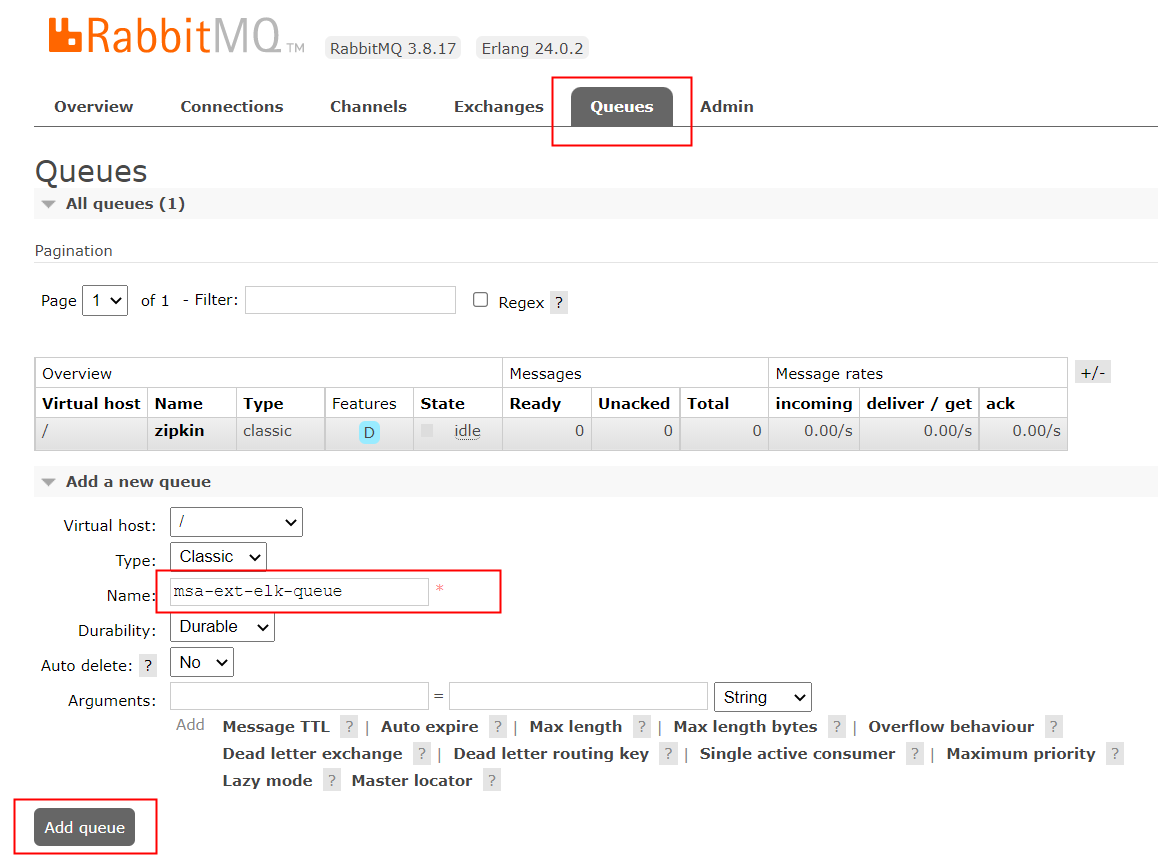 RabbitMQ TM RabbitMQ 3.8.17 Erlang 24.0.2
Overview Connections Channels Exchanges Queues Admin
Queues
All queues (1)
Pagination
Page 1 of 1 - Filter: Regex ?
Overview Messages Message rates +/-
Virtual host Name Type Features State Ready Unacked Total incoming deliver / get ack
/ zipkin classic D idle 0 0 0 0.00/s 0.00/s 0.00/s
Add a new queue
Virtual host: /
Type: Classic
Name: msa-ext-elk-queue *
Durability: Durable
Auto delete: ? No
Arguments: = String
Add Message TTL ? | Auto expire ? | Max length ? | Max length bytes ? | Overflow behaviour ?
Dead letter exchange ? | Dead letter routing key ? | Single active consumer ? | Maximum priority ?
Lazy mode ? Master locator ?
Add queue